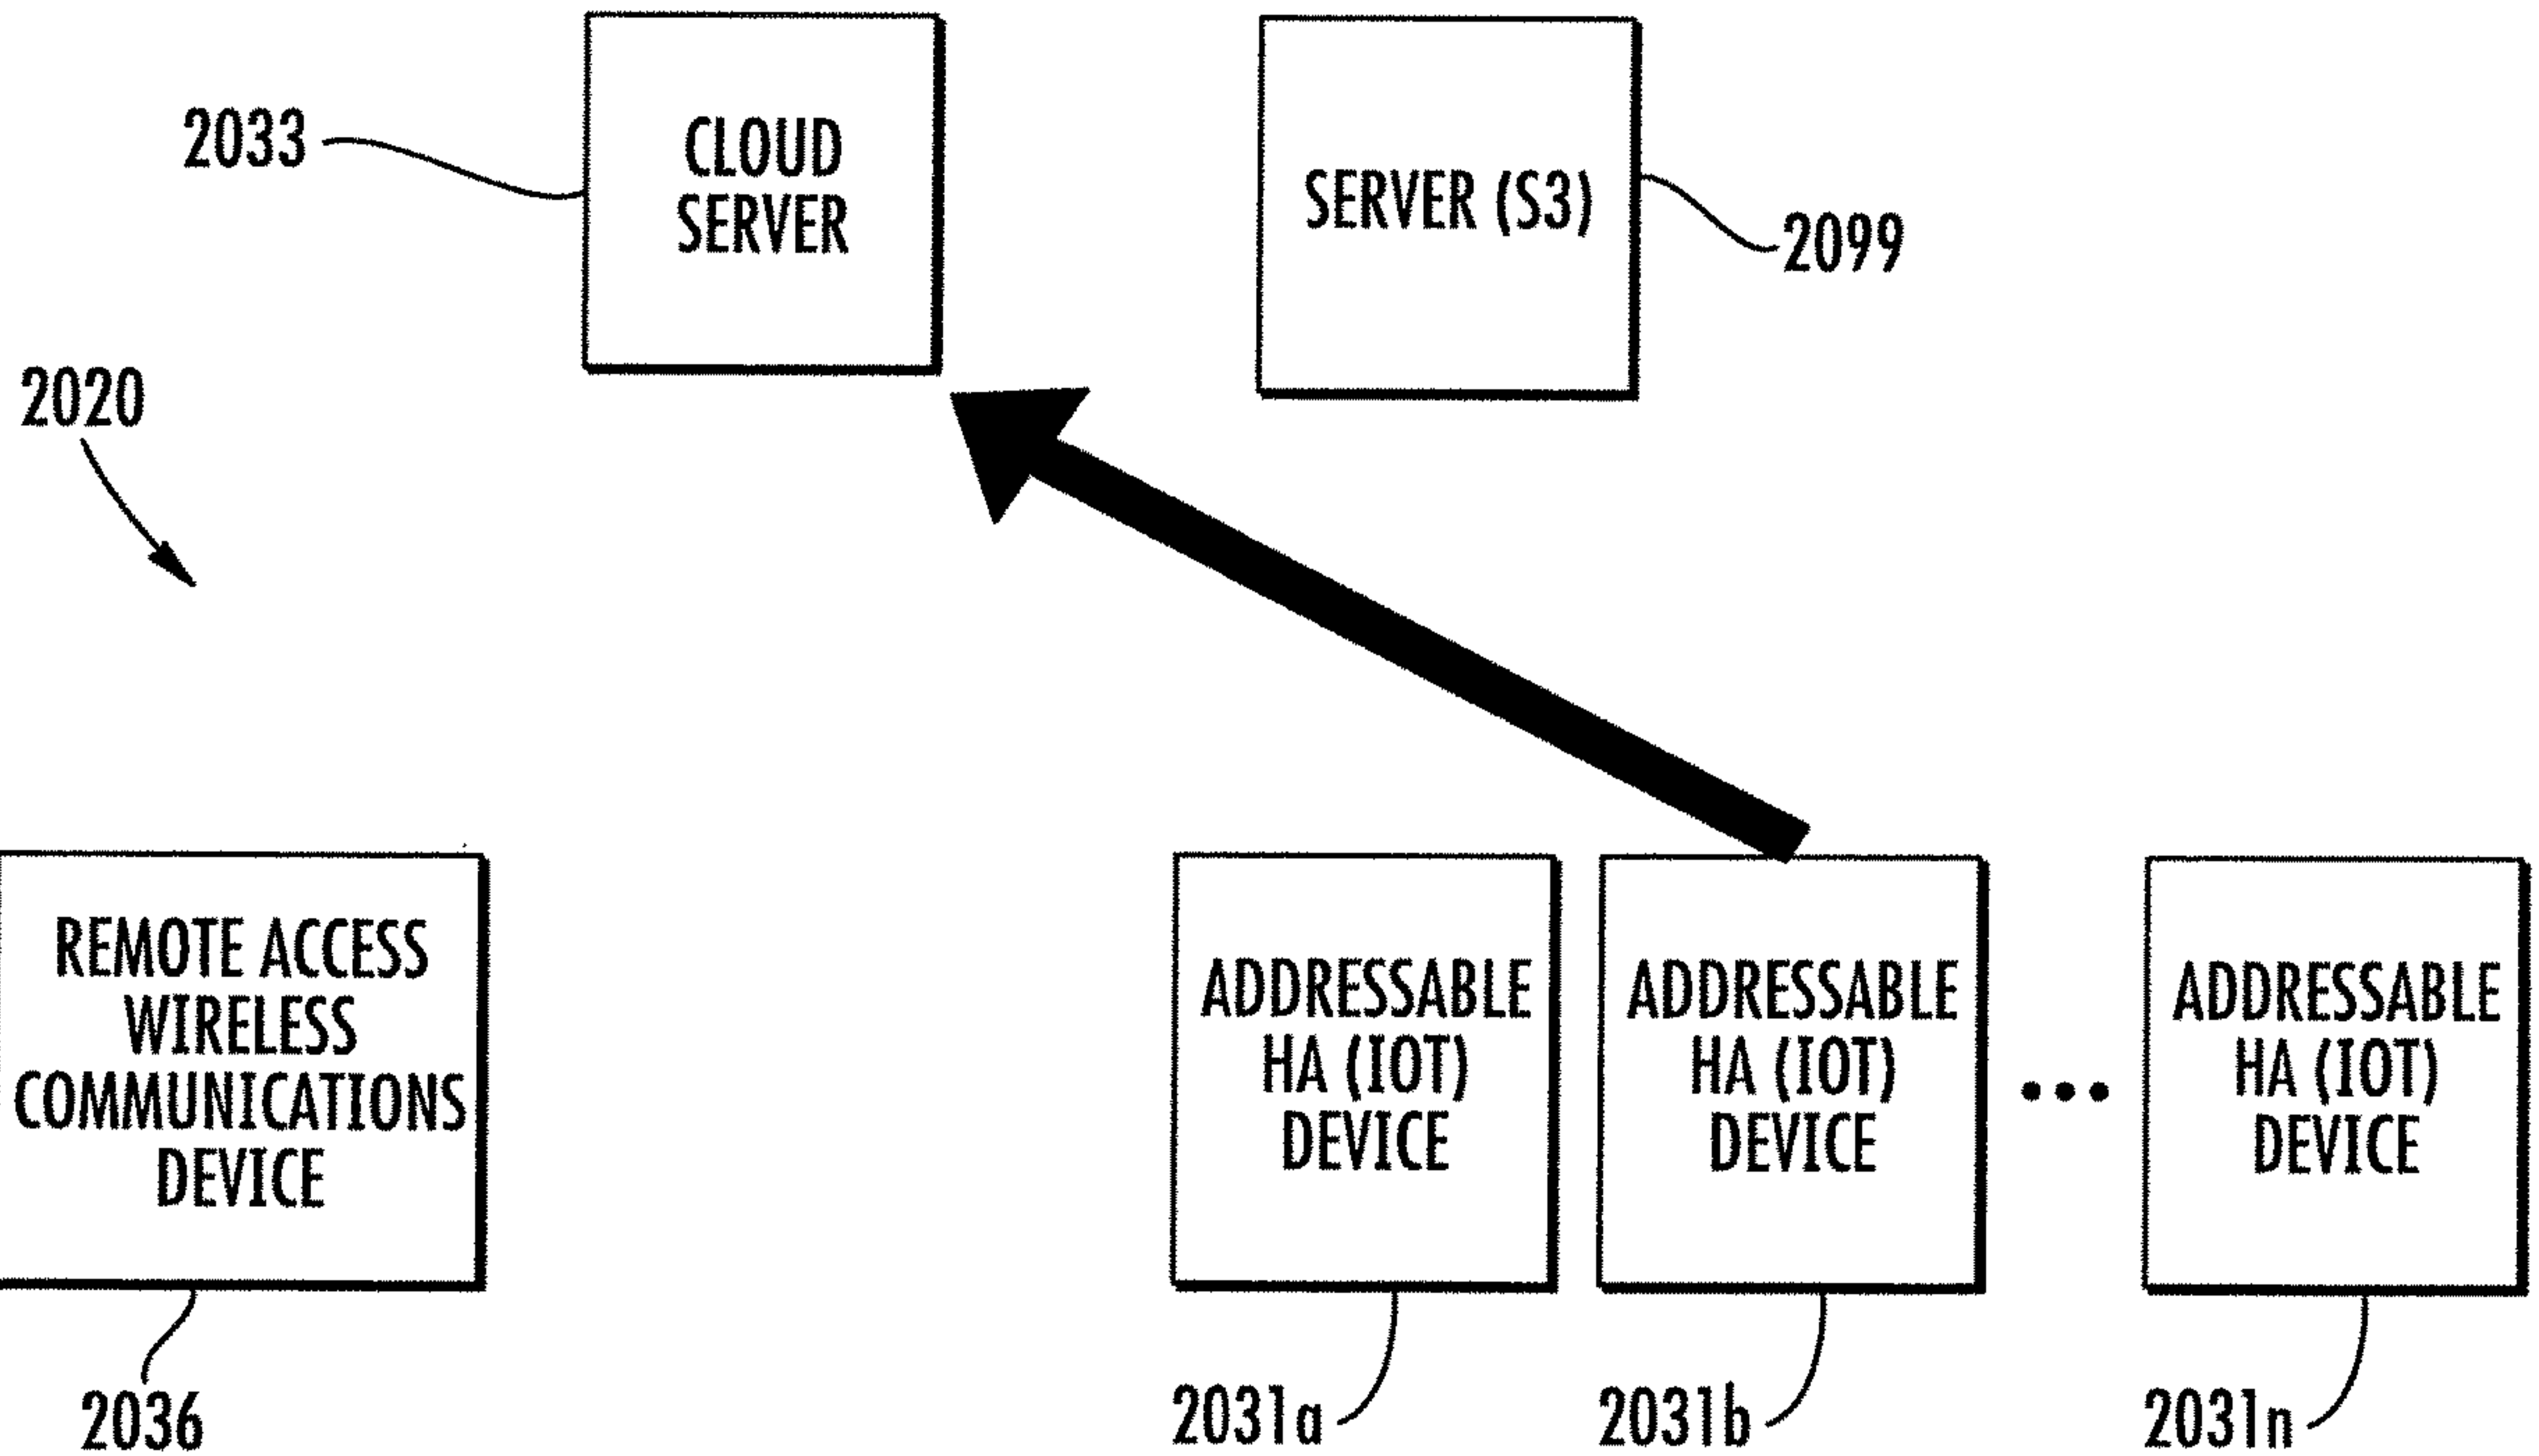 2033
CLOUD
SERVER
SERVER (S3)
2099
2020
REMOTE ACCESS
WIRELESS
COMMUNICATIONS
DEVICE
2036
ADDRESSABLE
HA (IOT)
DEVICE
2031a
ADDRESSABLE
HA (IOT)
DEVICE
2031b
ADDRESSABLE
HA (IOT)
DEVICE
2031n